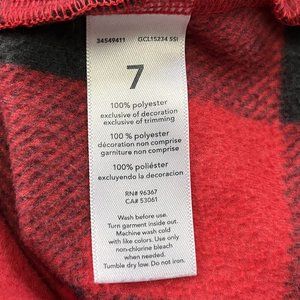 34549411 GCL15234 SSI
7
100% polyester
exclusive of decoration
exclusive of trimming
100 % polyester
décoration non comprise
garniture non comprise
100% poliéster
excluyendo la decoracion
RN# 96367
CA# 53061
Wash before use.
Turn garment inside out.
Machine wash cold
with like colors. Use only
non-chlorine bleach
when needed.
Tumble dry low. Do not iron.